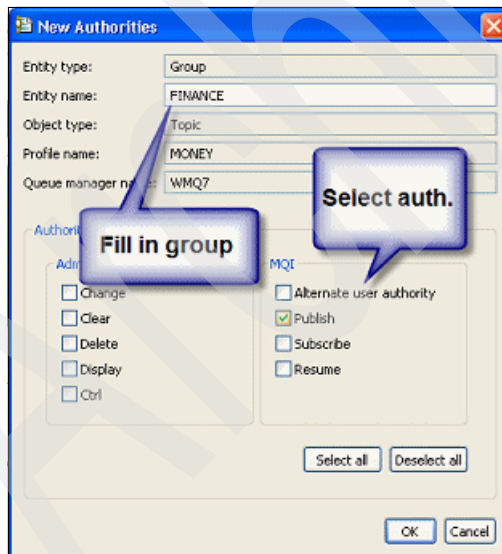 New Authorities
Entity type: Group
Entity name: FINANCE
Object type: Topic
Profile name: MONEY
Queue manager n e: WMQ7
Select auth.
Fill in group
Authorit
Adm
MQI
Change
Alternate user authority
Clear
Publish
Delete
Subscribe
Display
Resume
Ctrl
Select all Deselect all
OK Cancel